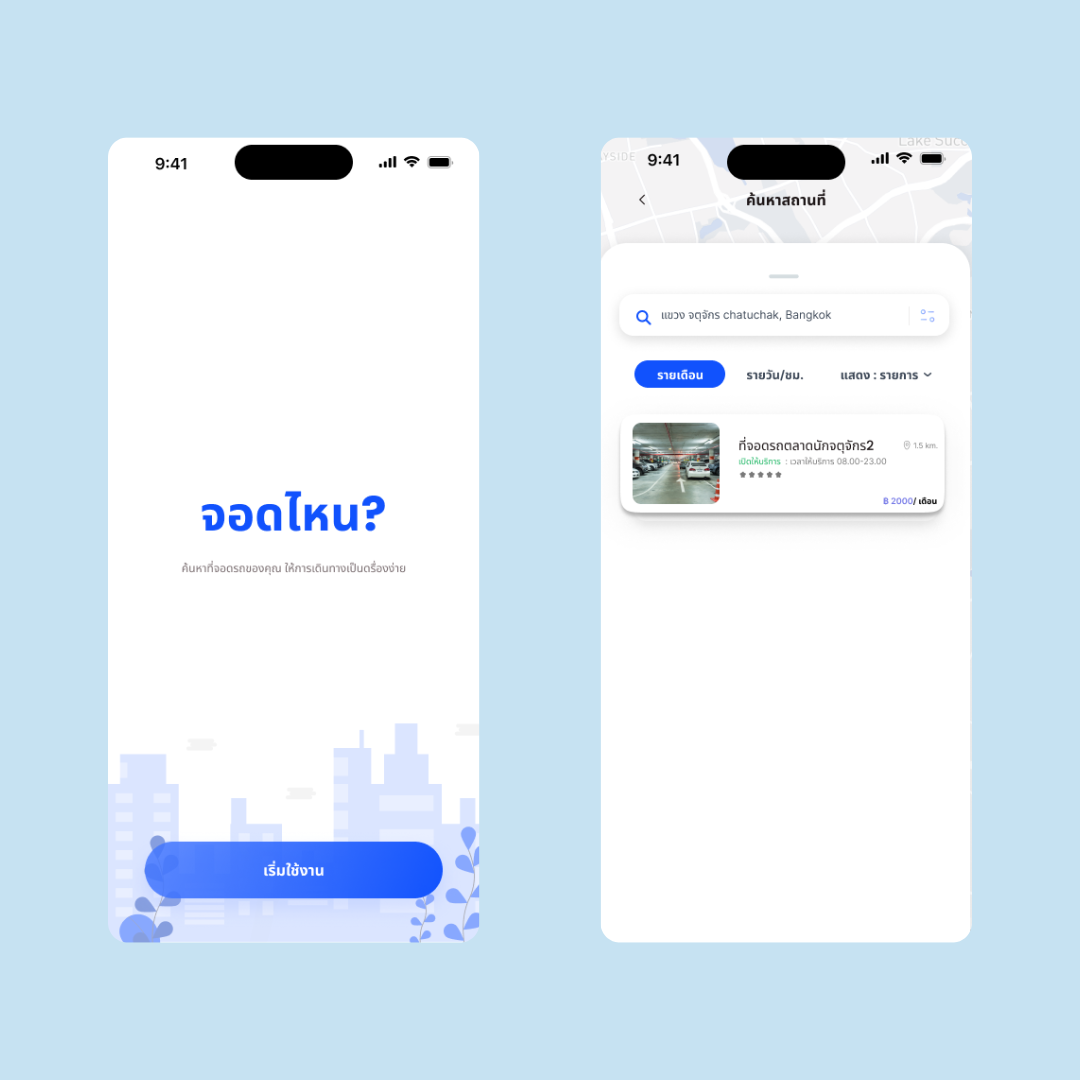 9:41
จอดไหน?
ค้นหาที่จอดรถของคุณ ให้การเดินทางเป็นดรื่องง่าย
เริ่มใช้งาน
Lake Succ
YSIDE
9:41
ค้นหาสถานที่
แขวง จตุจักร chatuchak, Bangkok
รายเดือน
รายวัน/ชม.
แสดง : รายการ
ที่จอดรถตลาดนักจตุจักร2
1.5 km.
เปิดให้บริการ : เวลาให้บริการ 08.00-23.00
฿ 2000/ เดือน